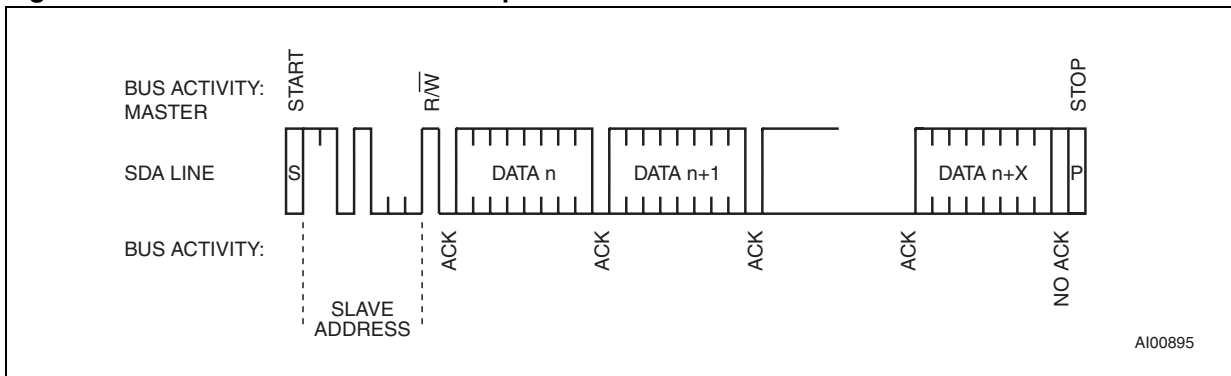 START
R/W
STOP
BUS ACTIVITY:
MASTER
SDA LINE
S
DATA n
DATA n+1
DATA n+X
P
BUS ACTIVITY:
ACK
ACK
ACK
ACK
NO ACK
SLAVE
ADDRESS
AI00895